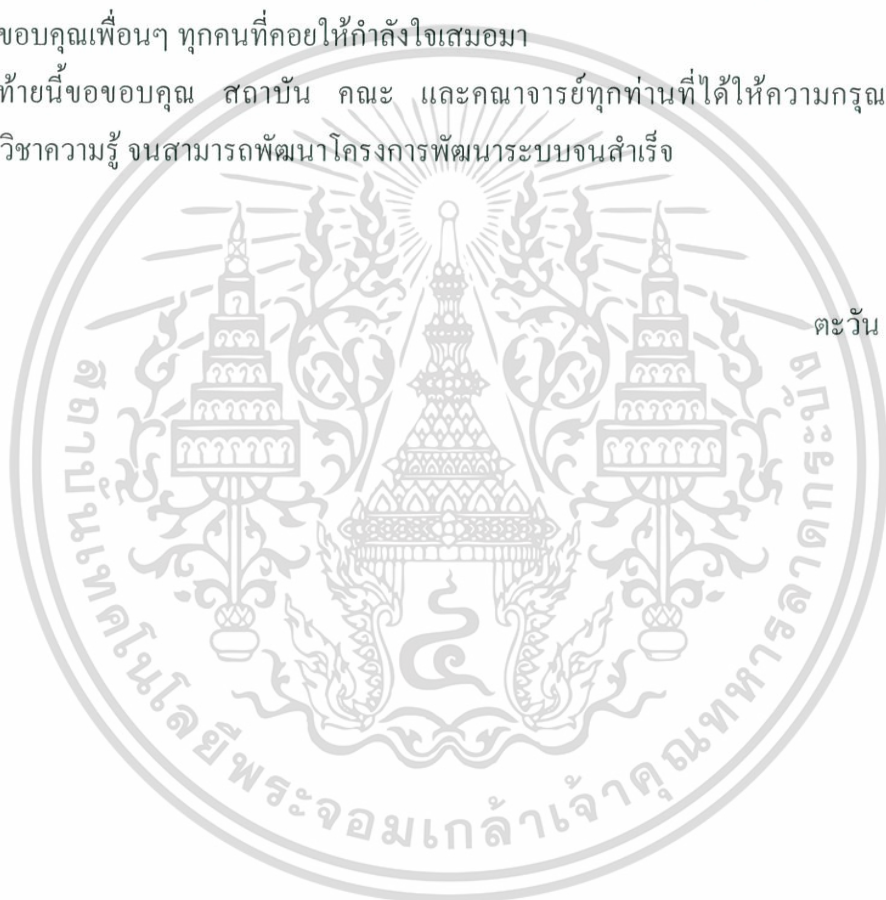 ขอบคุณเพื่อนๆ ทุกคนที่คอยให้กำลังใจเสมอมา
ท้ายนี้ขอขอบคุณ สถาบัน คณะ และคณาจารย์ทุกท่านที่ได้ให้ความกรุณ
วิชาความรู้ จนสามารถพัฒนาโครงการพัฒนาระบบจนสำเร็จ
ตะวัน
สถาบันเทคโนโลยีพระจอมเกล้าเจ้าคุณทหารลาดกระบัง